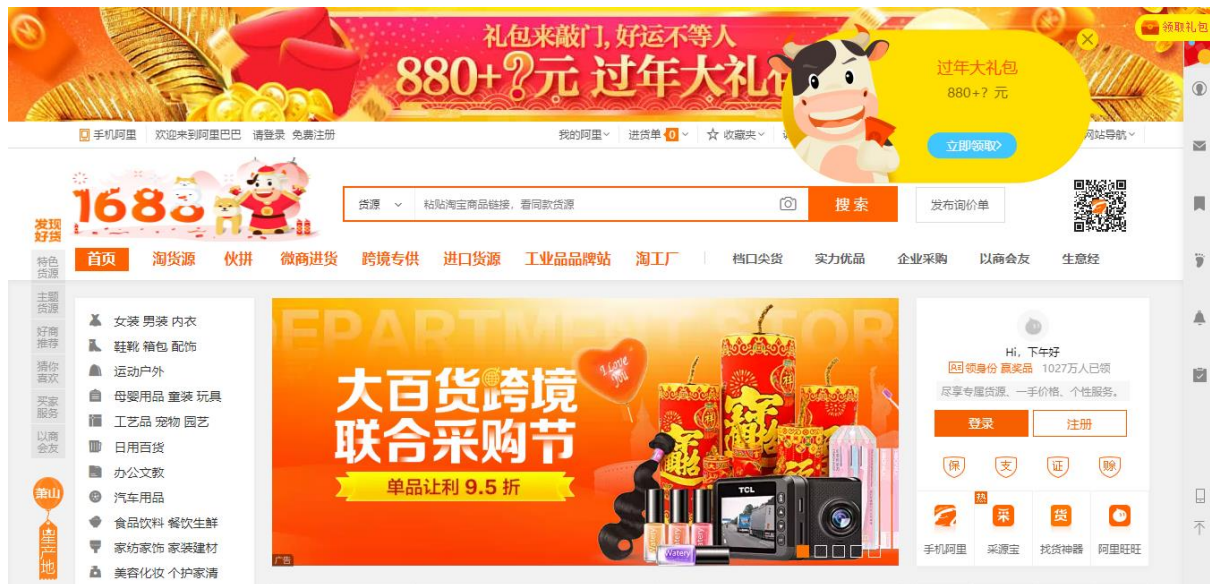 礼包来敲门,好运不等人
880+?元 过年大礼
领取礼包
过年大礼包
880+? 元
立即领取>
手机阿里 欢迎来到阿里巴巴 请登录 免费注册
我的阿里 进货单 0 收藏夹
网站导航
1688
货源 粘贴淘宝商品链接，看同款货源 搜索 发布询价单
发现好货
首页 淘货源 伙拼 微商进货 跨境专供 进口货源 工业品品牌站 淘工厂 档口尖货 实力优品 企业采购 以商会友 生意经
特色货源
主题货源
好商推荐
猜你喜欢
买家服务
以商会友
萧山
产地
女装 男装 内衣
鞋靴 箱包 配饰
运动户外
母婴用品 童装 玩具
工艺品 宠物 园艺
日用百货
办公文教
汽车用品
食品饮料 餐饮生鲜
家纺家饰 家装建材
美容化妆 个护家清
DEPARTMENT STOR
大百货跨境
联合采购节
单品让利 9.5 折
I love you
招财进宝
TCL
Watery
广告
Hi，下午好
领身份 赢奖品 1027万人已领
尽享专属货源、一手价格、个性服务。
登录 注册
保 支 证 赊
热
采 货
手机阿里 采源宝 找货神器 阿里旺旺